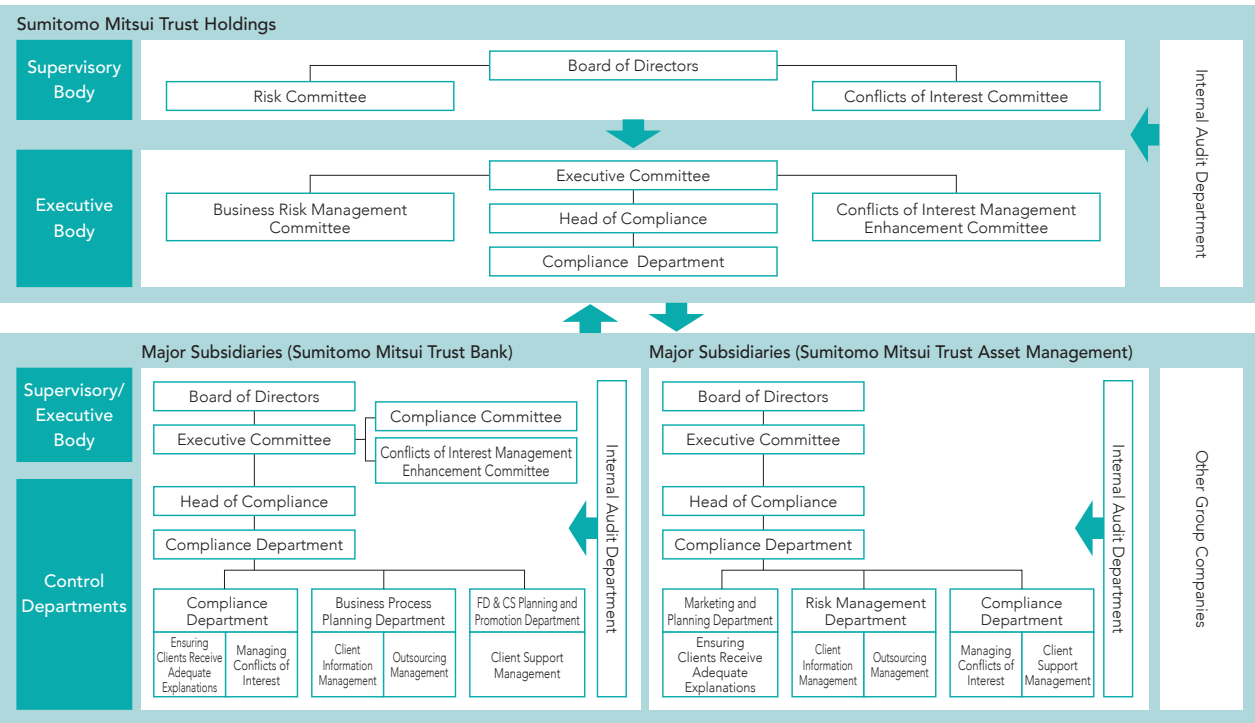 Sumitomo Mitsui Trust Holdings
Supervisory
Body
Board of Directors
Risk Committee
Conflicts of Interest Committee
Internal Audit Department
Executive
Body
Executive Committee
Business Risk Management
Committee
Head of Compliance
Conflicts of Interest Management
Enhancement Committee
Compliance Department
Major Subsidiaries (Sumitomo Mitsui Trust Bank)
Supervisory/
Executive
Body
Board of Directors
Executive Committee
Compliance Committee
Conflicts of Interest Management
Enhancement Committee
Control
Departments
Head of Compliance
Compliance Department
Compliance
Department
Ensuring
Clients Receive
Adequate
Explanations
Managing
Conflicts of
Interest
Business Process
Planning Department
Client
Information
Management
Outsourcing
Management
FD & CS Planning and
Promotion Department
Client Support
Management
Internal Audit Department
Major Subsidiaries (Sumitomo Mitsui Trust Asset Management)
Board of Directors
Executive Committee
Head of Compliance
Compliance Department
Marketing and
Planning Department
Ensuring
Clients Receive
Adequate
Explanations
Risk Management
Department
Client
Information
Management
Outsourcing
Management
Compliance
Department
Managing
Conflicts of
Interest
Client
Support
Management
Internal Audit Department
Other Group Companies